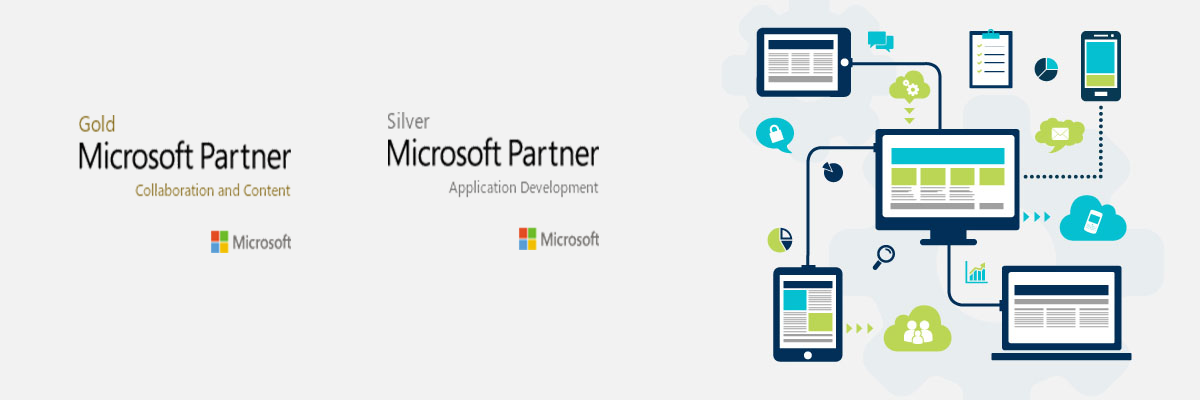 Gold
Microsoft Partner
Collaboration and Content
Microsoft
Silver
Microsoft Partner
Application Development
Microsoft